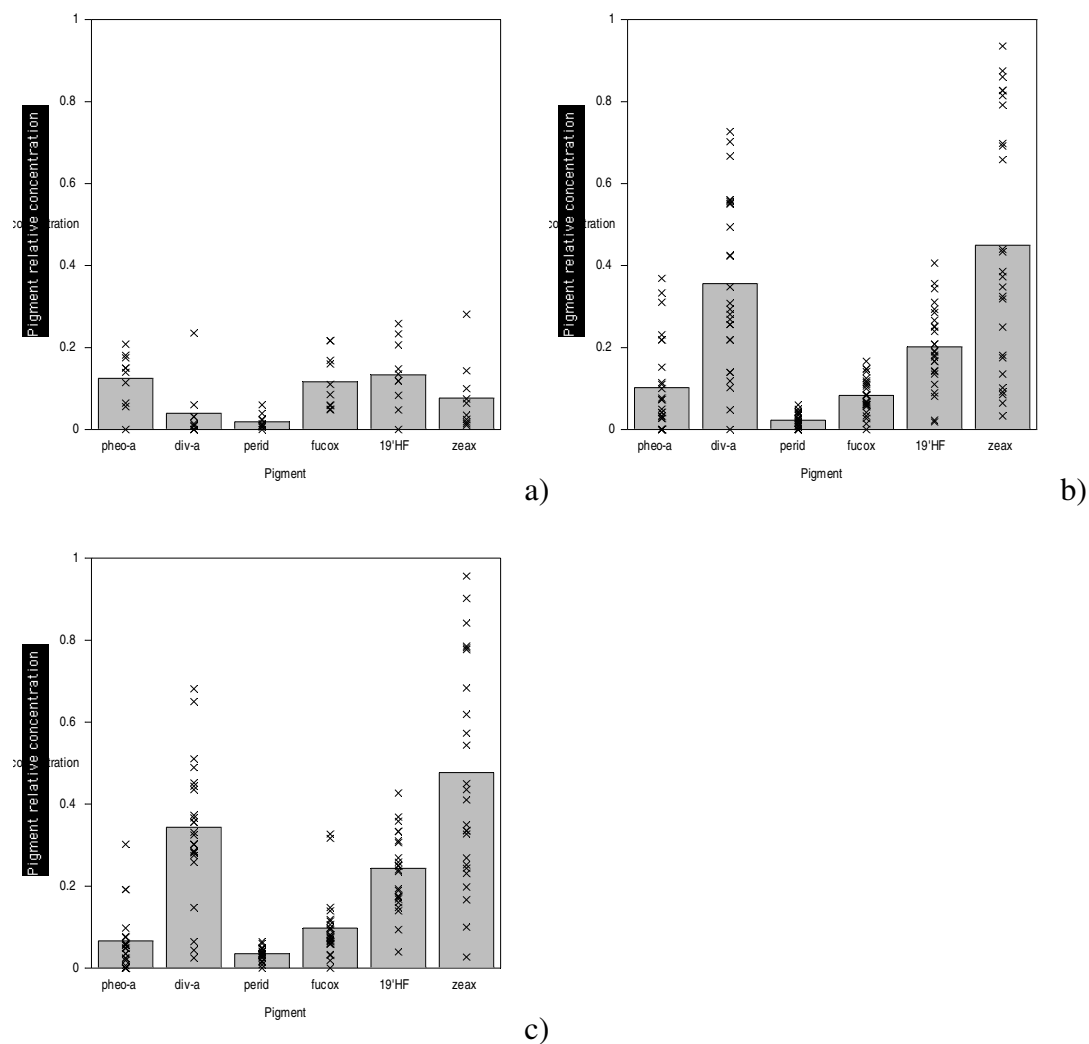 1
0.8
0.6
0.4
0.2
0
Pigment relative concentration
concentration
pheo-a div-a perid fucox 19'HF zeax
Pigment
a)
1
0.8
0.6
0.4
0.2
0
Pigment relative concentration
concentration
pheo-a div-a perid fucox 19'HF zeax
Pigment
b)
1
0.8
0.6
0.4
0.2
0
Pigment relative concentration
concentration
pheo-a div-a perid fucox 19'HF zeax
Pigment
c)